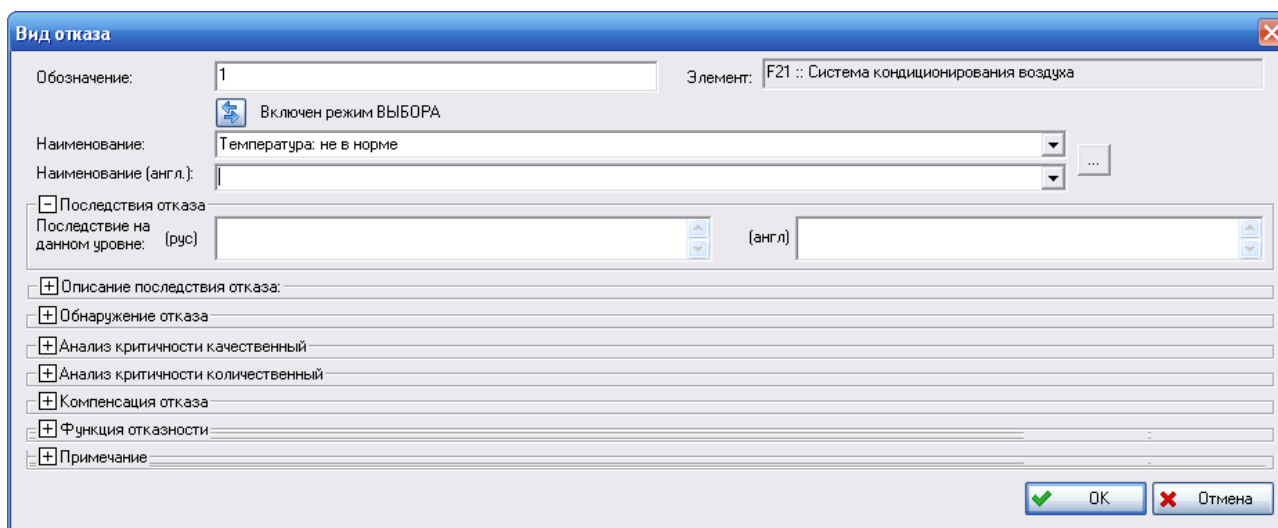 Вид отказа
Обозначение: 1 Элемент: F21 :: Система кондиционирования воздуха
Включен режим ВЫБОРА
Наименование: Температура: не в норме
...
Наименование (англ.):
Последствия отказа
Последствие на
данном уровне: (рус) (англ)
Описание последствия отказа:
Обнаружение отказа
Анализ критичности качественный
Анализ критичности количественный
Компенсация отказа
Функция отказности
Примечание
OK Отмена